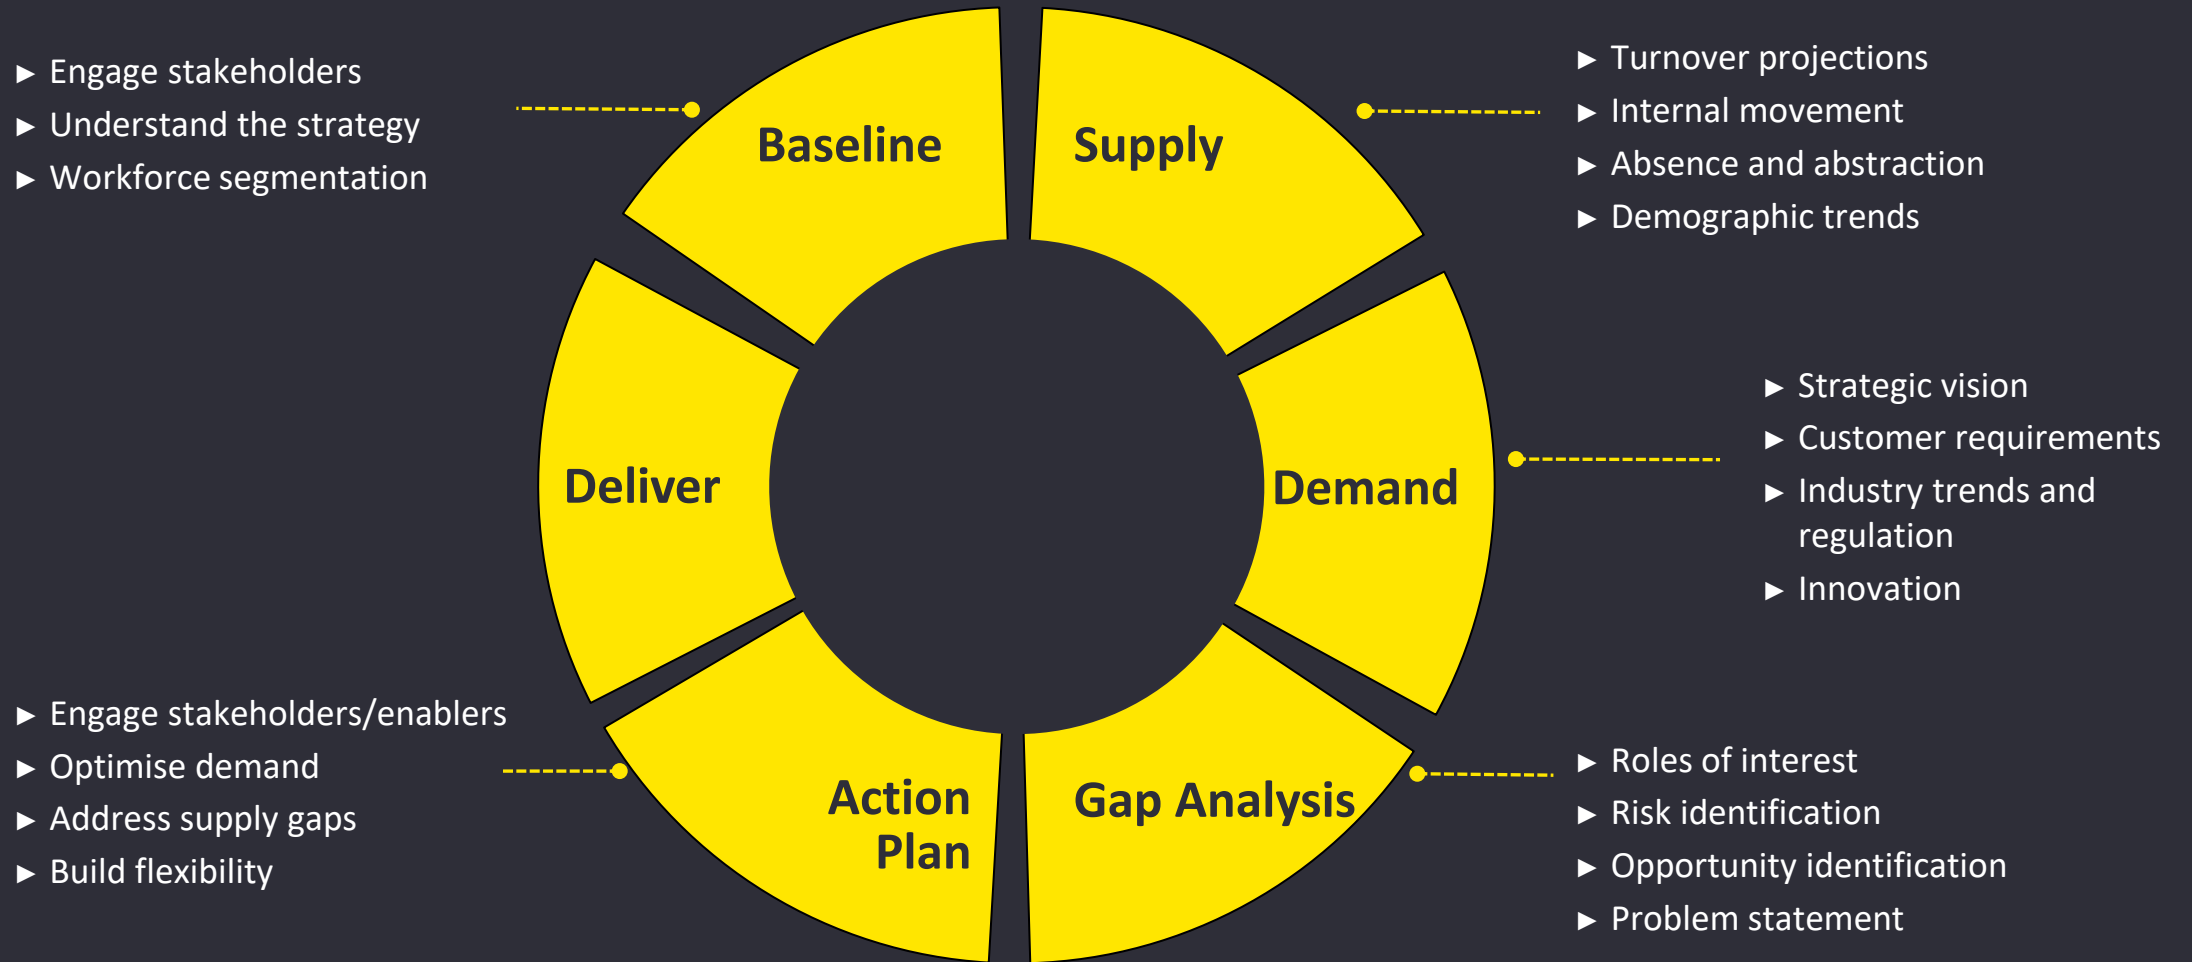 ► Engage stakeholders
► Understand the strategy
► Workforce segmentation
Baseline
Supply
► Turnover projections
► Internal movement
► Absence and abstraction
► Demographic trends
Deliver
Demand
► Strategic vision
► Customer requirements
► Industry trends and
regulation
► Innovation
► Engage stakeholders/enablers
► Optimise demand
► Address supply gaps
► Build flexibility
Action
Plan
Gap Analysis
► Roles of interest
► Risk identification
► Opportunity identification
► Problem statement